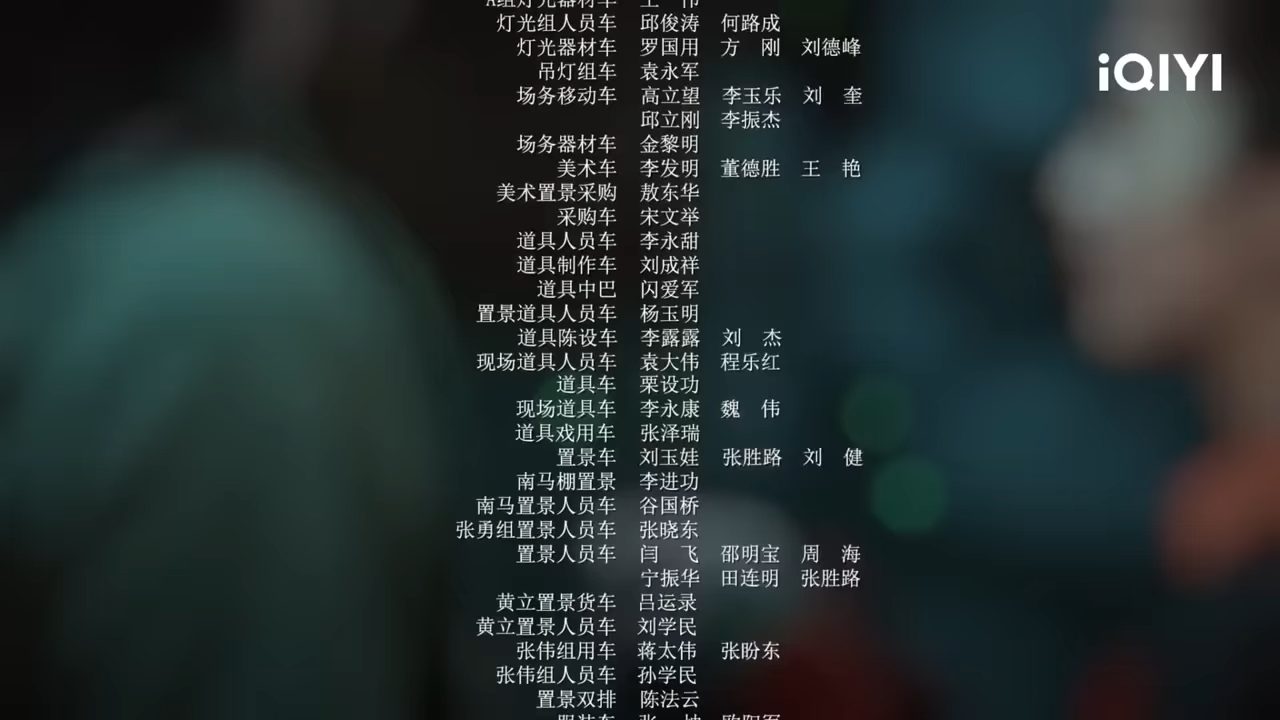 灯光组人员车 邱俊涛 何路成
灯光器材车 罗国用 方 刚 刘德峰
iQIYI
吊灯组车 袁永军
场务移动车 高立望 李玉乐 刘 奎
邱立刚 李振杰
场务器材车 金黎明
美术车 李发明 董德胜 王 艳
美术置景采购 敖东华
采购车 宋文举
道具人员车 李永甜
道具制作车 刘成祥
道具中巴 闪爱军
置景道具人员车 杨玉明
道具陈设车 李露露 刘 杰
现场道具人员车 袁大伟 程乐红
道具车 栗设功
现场道具车 李永康 魏 伟
道具戏用车 张泽瑞
置景车 刘玉娃 张胜路 刘 健
南马棚置景 李进功
南马置景人员车 谷国桥
张勇组置景人员车 张晓东
置景人员车 闫 飞 邵明宝 周 海
宁振华 田连明 张胜路
黄立置景货车 吕运录
黄立置景人员车 刘学民
张伟组用车 蒋太伟 张盼东
张伟组人员车 孙学民
置景双排 陈法云